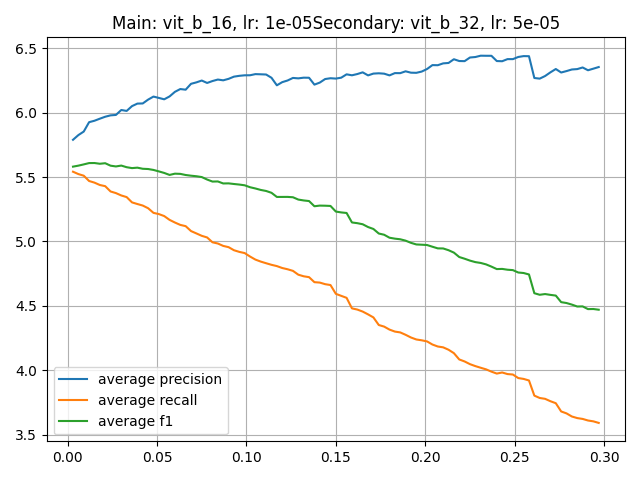 Main: vit_b_16, lr: 1e-05Secondary: vit_b_32, lr: 5e-05
6.5
6.0
5.5
5.0
4.5
4.0
3.5
average precision
average recall
average f1
0.00 0.05 0.10 0.15 0.20 0.25 0.30